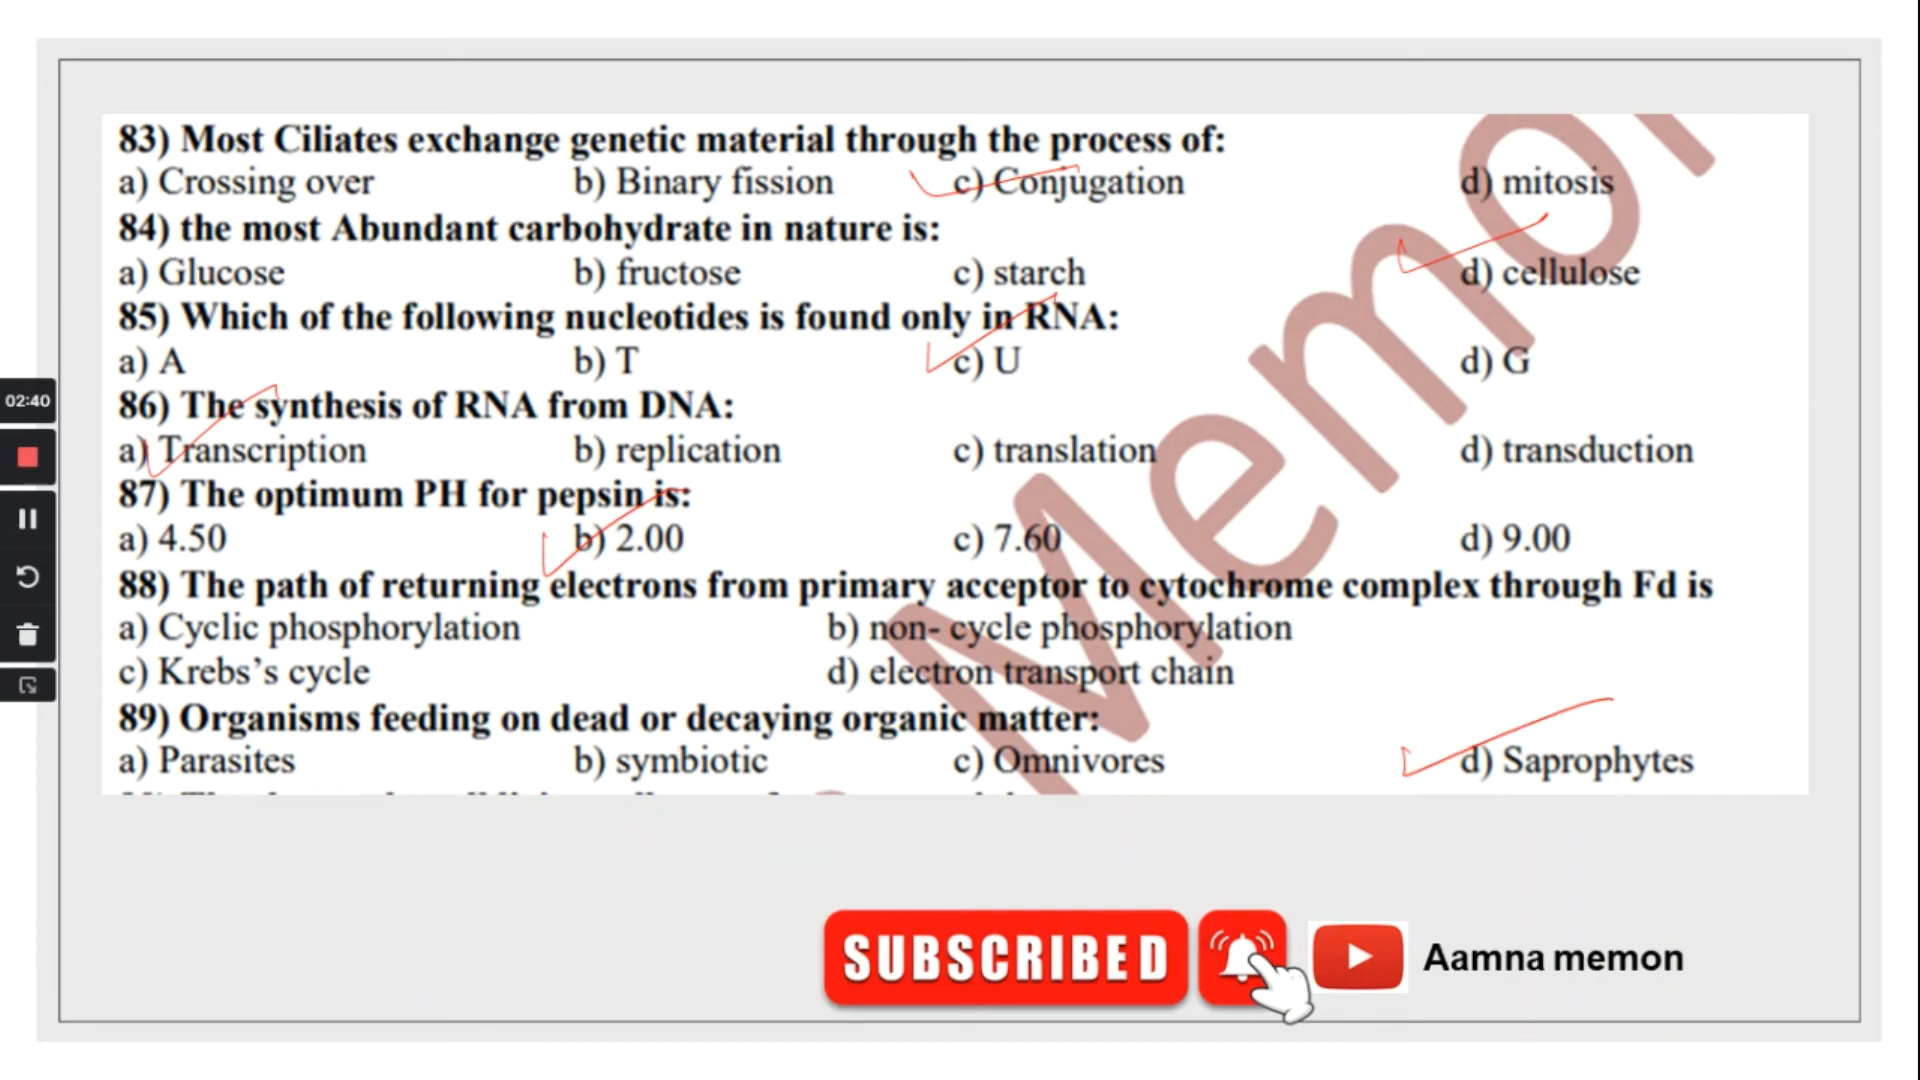 83) Most Ciliates exchange genetic material through the process of:
a) Crossing over b) Binary fission c) Conjugation d) mitosis
84) the most Abundant carbohydrate in nature is:
a) Glucose b) fructose c) starch d) cellulose
85) Which of the following nucleotides is found only in RNA:
a) A b) T c) U d) G
86) The synthesis of RNA from DNA:
a) Transcription b) replication c) translation d) transduction
87) The optimum PH for pepsin is:
a) 4.50 b) 2.00 c) 7.60 d) 9.00
88) The path of returning electrons from primary acceptor to cytochrome complex through Fd is
a) Cyclic phosphorylation b) non- cycle phosphorylation
c) Krebs’s cycle d) electron transport chain
89) Organisms feeding on dead or decaying organic matter:
a) Parasites b) symbiotic c) Omnivores d) Saprophytes
02:40
SUBSCRIBED
Aamna memon